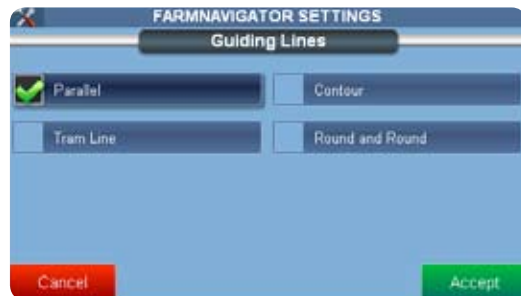 FARMNAVIGATOR SETTINGS
Guiding Lines
Parallel
Contour
Tram Line
Round and Round
Cancel
Accept